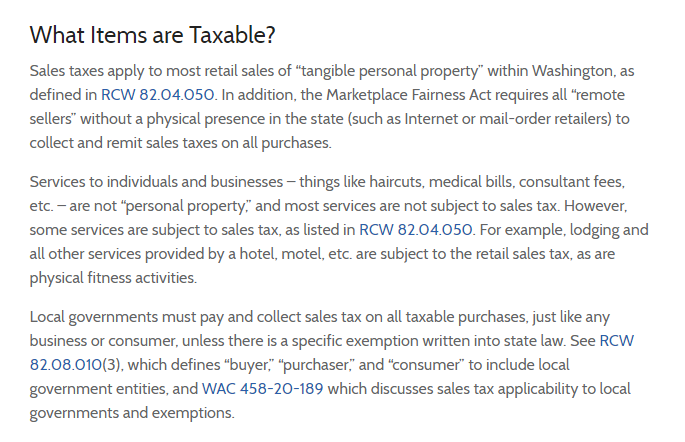 What Items are Taxable?
Sales taxes apply to most retail sales of “tangible personal property” within Washington, as
defined in RCW 82.04.050. In addition, the Marketplace Fairness Act requires all “remote
sellers” without a physical presence in the state (such as Internet or mail-order retailers) to
collect and remit sales taxes on all purchases.
Services to individuals and businesses – things like haircuts, medical bills, consultant fees,
etc. – are not “personal property,” and most services are not subject to sales tax. However,
some services are subject to sales tax, as listed in RCW 82.04.050. For example, lodging and
all other services provided by a hotel, motel, etc. are subject to the retail sales tax, as are
physical fitness activities.
Local governments must pay and collect sales tax on all taxable purchases, just like any
business or consumer, unless there is a specific exemption written into state law. See RCW
82.08.010(3), which defines “buyer,” “purchaser,” and “consumer” to include local
government entities, and WAC 458-20-189 which discusses sales tax applicability to local
governments and exemptions.